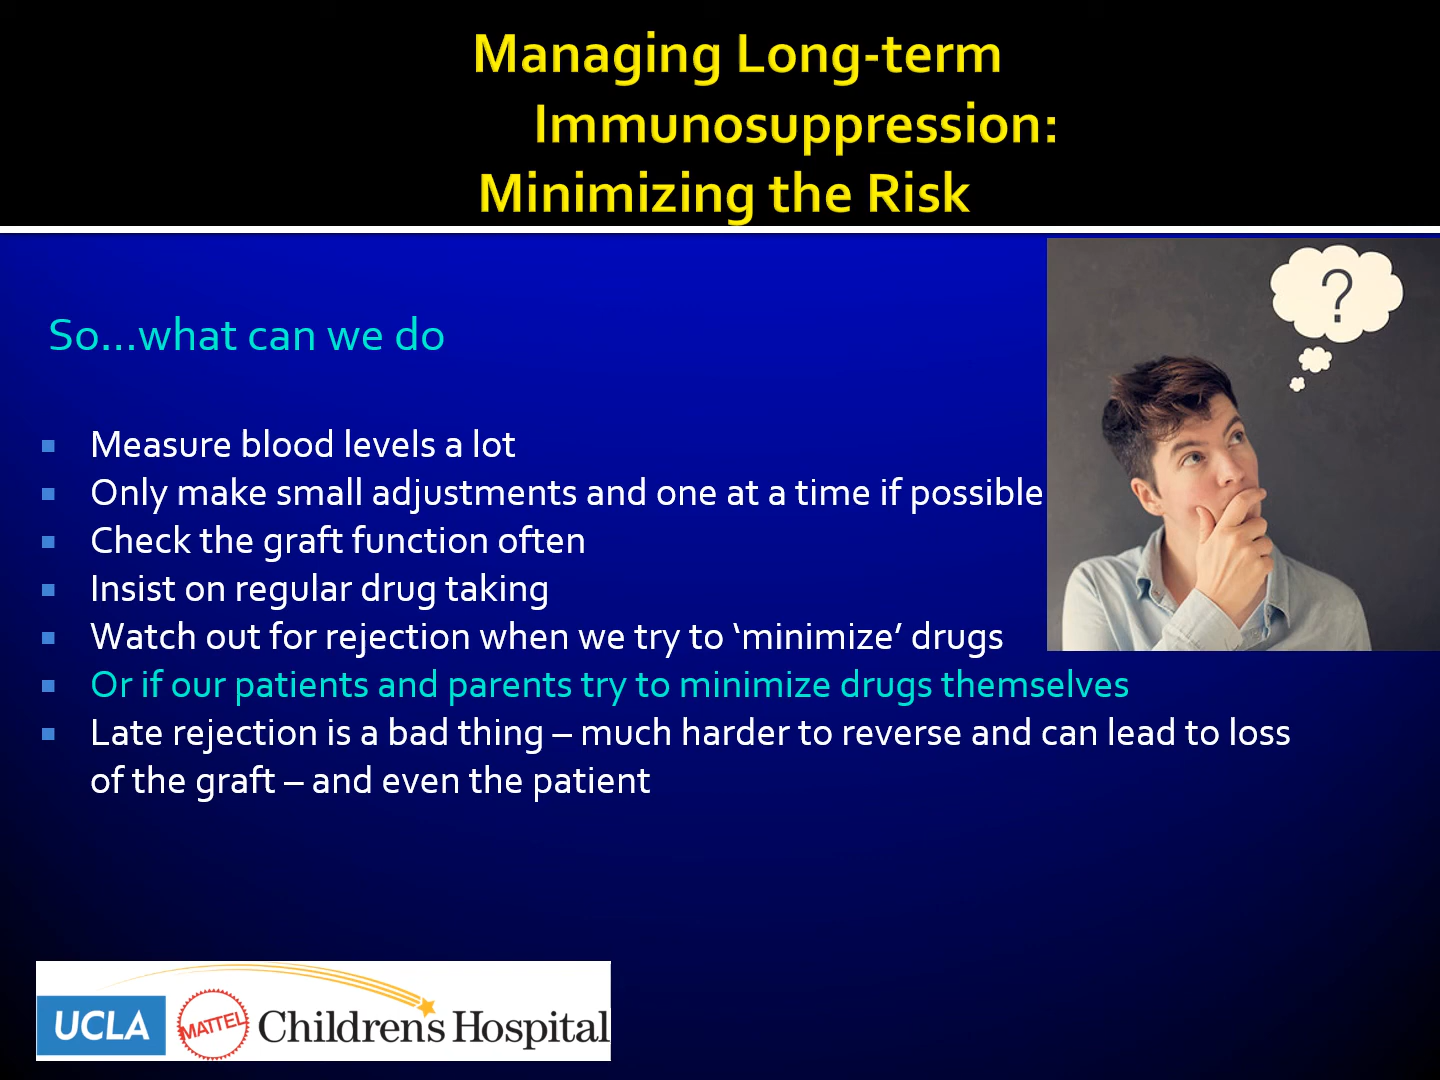 Managing Long-term
Immunosuppression:
Minimizing the Risk
?
So...what can we do
Measure blood levels a lot
Only make small adjustments and one at a time if possible
Check the graft function often
Insist on regular drug taking
Watch out for rejection when we try to ‘minimize’ drugs
Or if our patients and parents try to minimize drugs themselves
Late rejection is a bad thing – much harder to reverse and can lead to loss
of the graft – and even the patient
UCLA MATTEL Children's Hospital